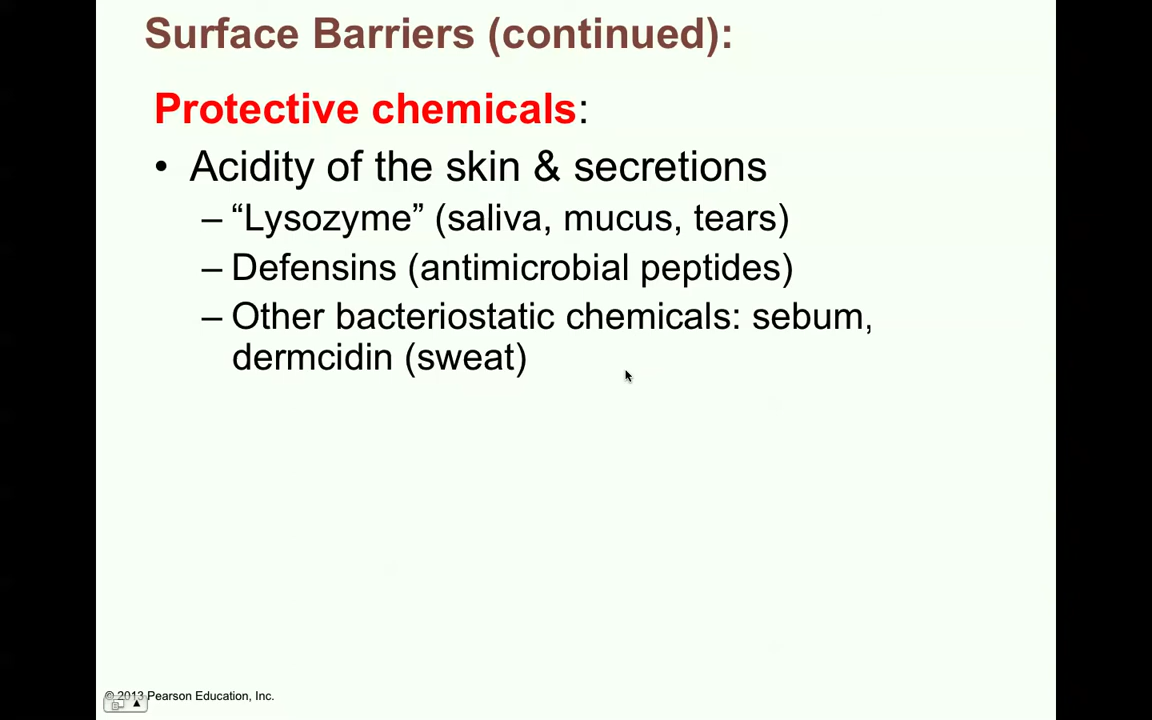 Surface Barriers (continued):
Protective chemicals:
• Acidity of the skin & secretions
– “Lysozyme” (saliva, mucus, tears)
– Defensins (antimicrobial peptides)
– Other bacteriostatic chemicals: sebum,
dermcidin (sweat)
© 2013 Pearson Education, Inc.